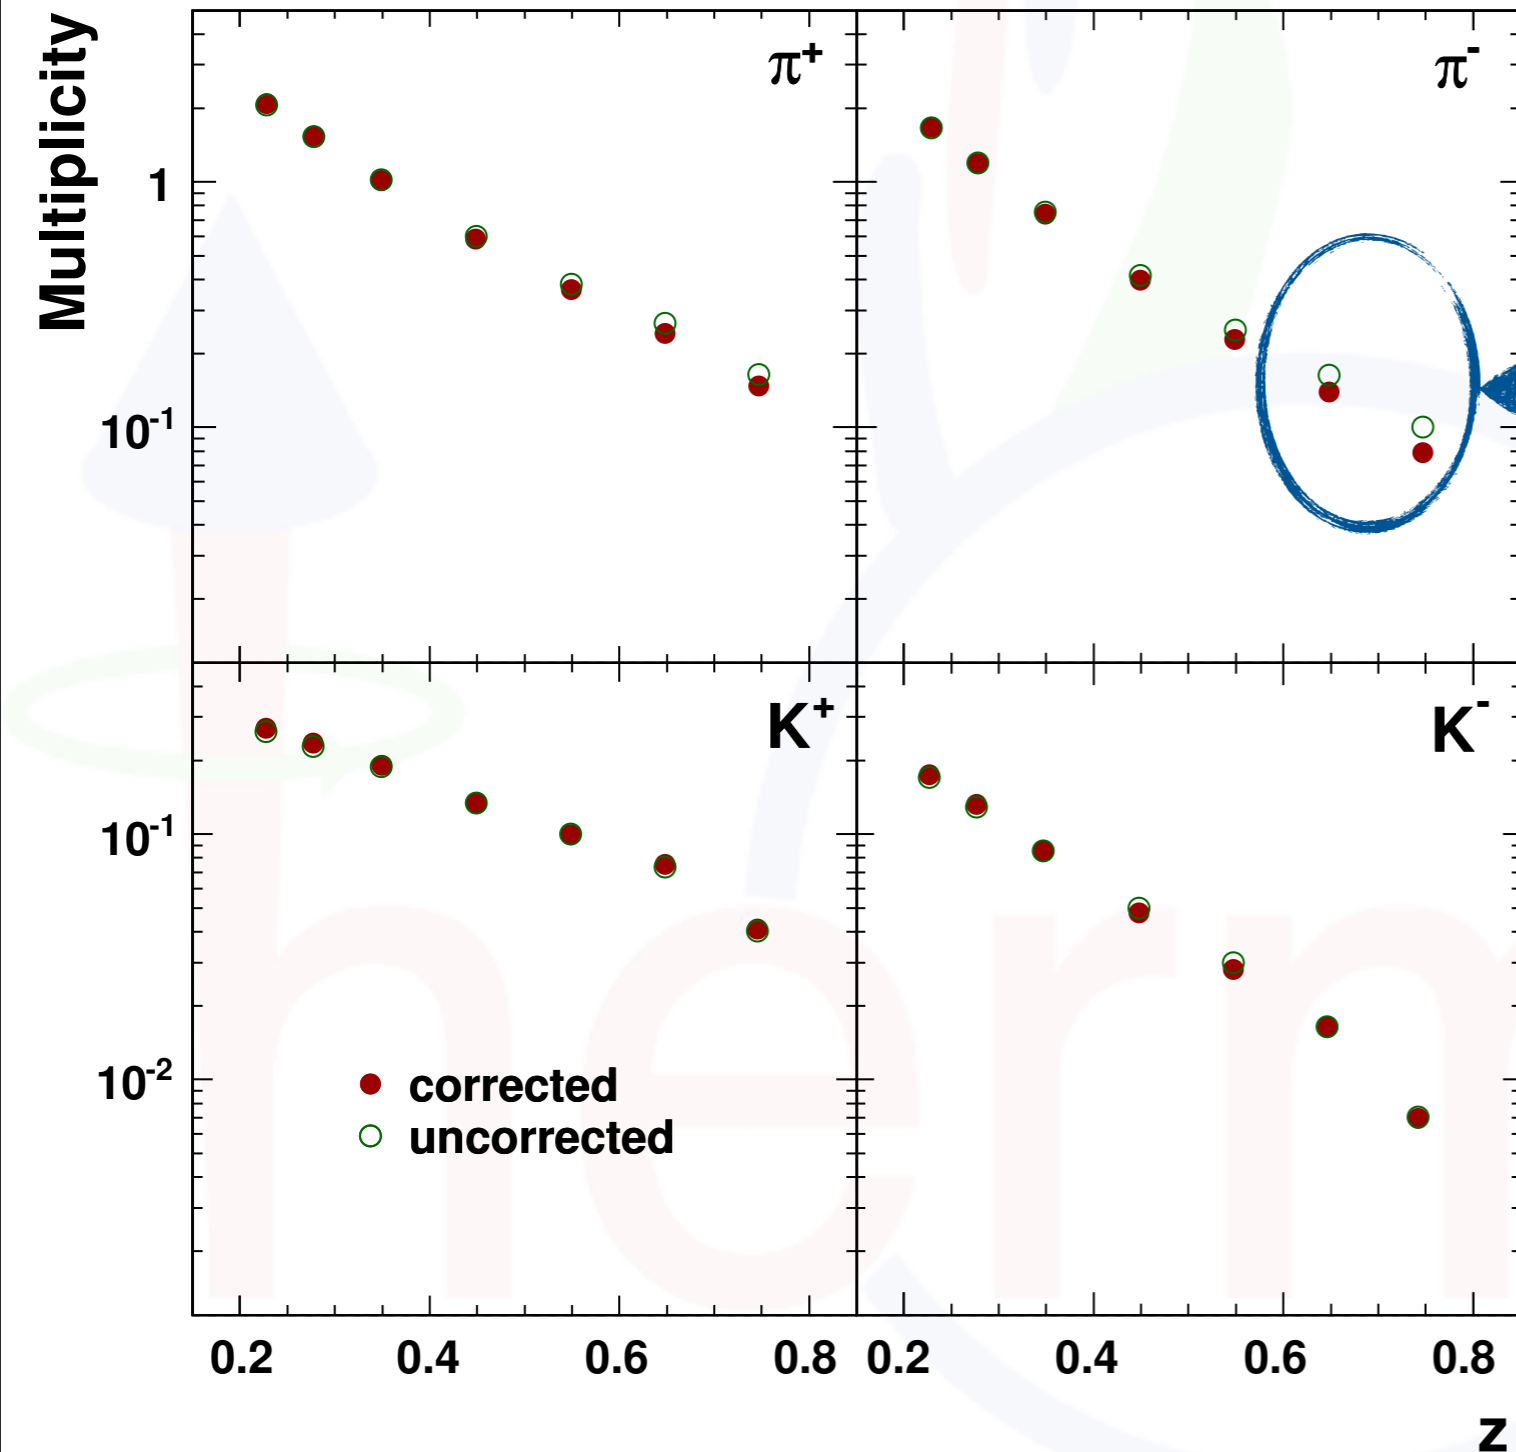 Multiplicity
π+
π-
1
10-1
K+
K-
10-1
10-2
corrected
uncorrected
0.2 0.4 0.6 0.8 0.2 0.4 0.6 0.8
z
herm